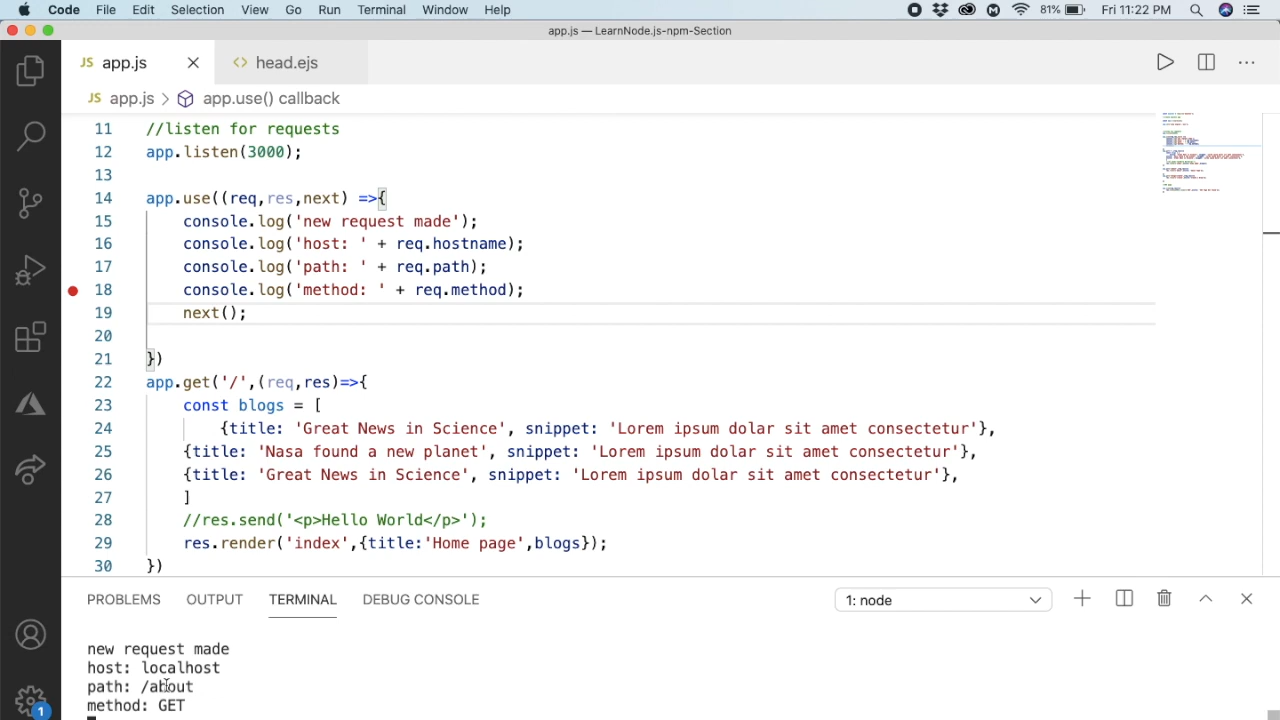 Code File Edit Selection View Go Run Terminal Window Help 81% Fri 11:22 PM
app.js — LearnNode.js-npm-Section
JS app.js head.ejs
JS app.js app.use() callback
11 //listen for requests
12 app.listen(3000);
13
14 app.use((req,res,next) =>{
15 console.log('new request made');
16 console.log('host: ' + req.hostname);
17 console.log('path: ' + req.path);
18 console.log('method: ' + req.method);
19 next();
20
21 })
22 app.get('/',(req,res)=>{
23 const blogs = [
24 {title: 'Great News in Science', snippet: 'Lorem ipsum dolar sit amet consectetur'},
25 {title: 'Nasa found a new planet', snippet: 'Lorem ipsum dolar sit amet consectetur'},
26 {title: 'Great News in Science', snippet: 'Lorem ipsum dolar sit amet consectetur'},
27 ]
28 //res.send('<p>Hello World</p>');
29 res.render('index',{title:'Home page',blogs});
30 })
PROBLEMS OUTPUT TERMINAL DEBUG CONSOLE 1: node
new request made
host: localhost
path: /about
method: GET
1